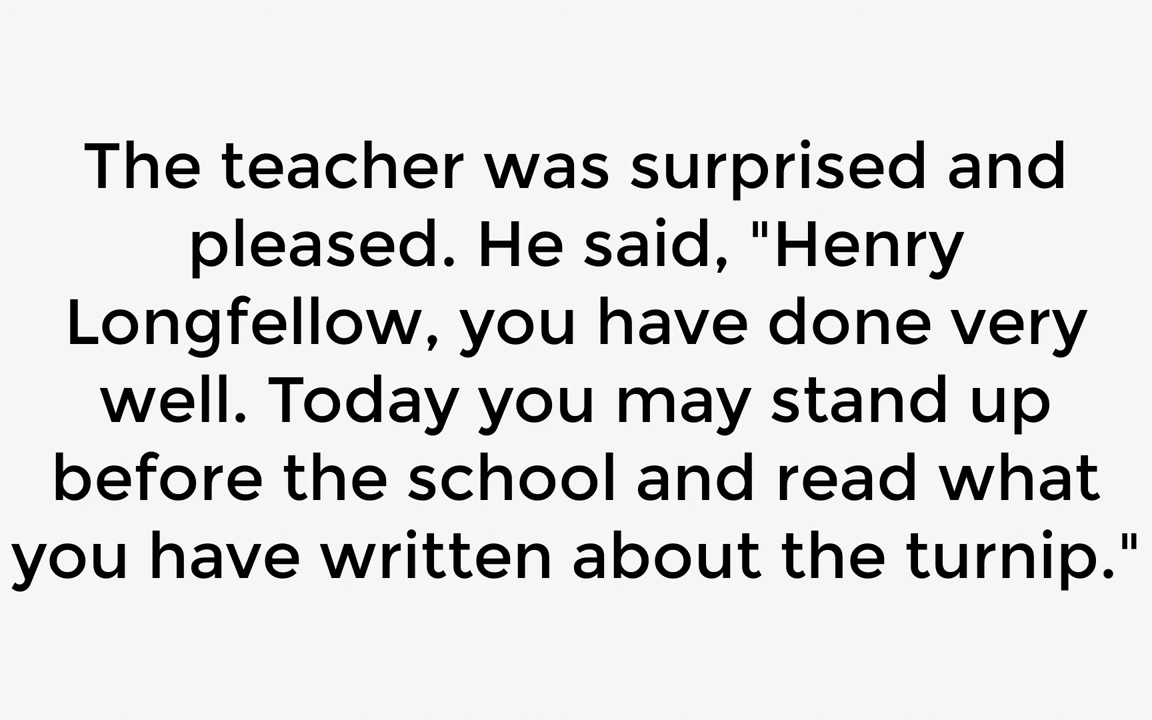 The teacher was surprised and
pleased. He said, "Henry
Longfellow, you have done very
well. Today you may stand up
before the school and read what
you have written about the turnip."